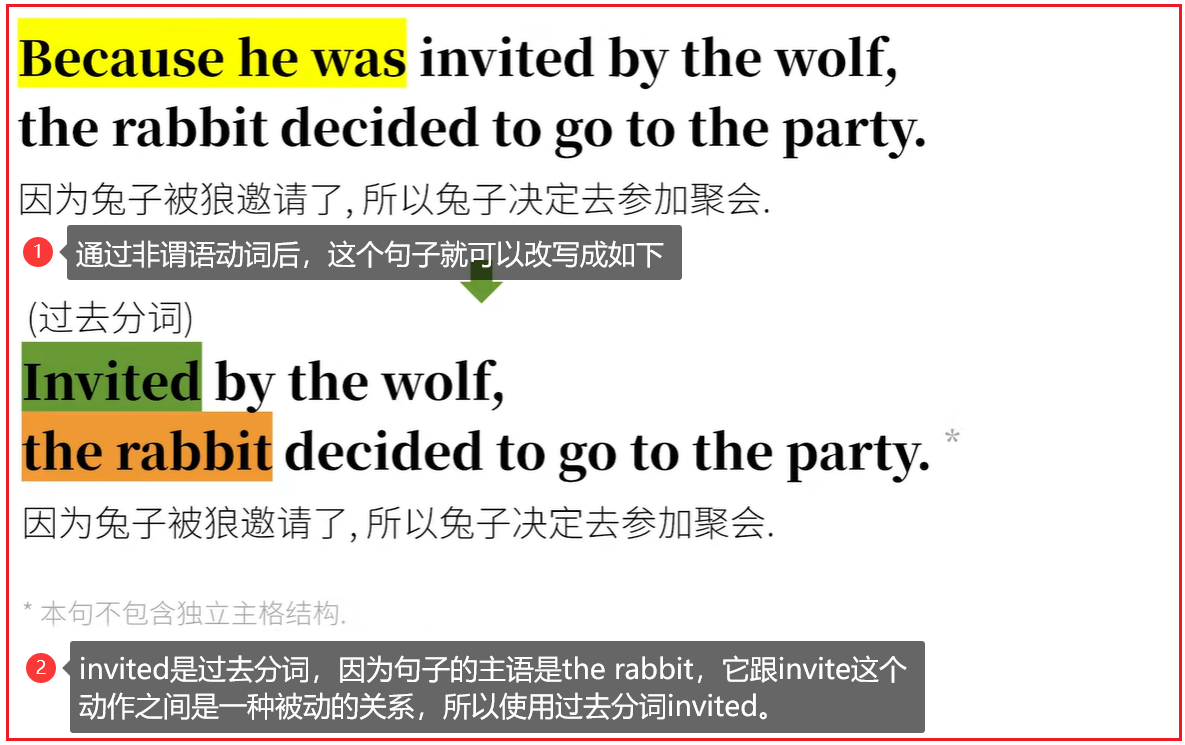 Because he was invited by the wolf,
the rabbit decided to go to the party.
因为兔子被狼邀请了, 所以兔子决定去参加聚会.
1 通过非谓语动词后，这个句子就可以改写成如下
(过去分词)
Invited by the wolf,
the rabbit decided to go to the party. *
因为兔子被狼邀请了, 所以兔子决定去参加聚会.
* 本句不包含独立主格结构.
2 invited是过去分词，因为句子的主语是the rabbit，它跟invite这个
动作之间是一种被动的关系，所以使用过去分词invited。